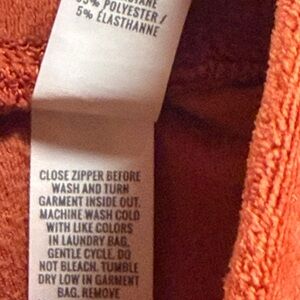 % POLYESTER /
5% ÉLASTHANNE
CLOSE ZIPPER BEFORE
WASH AND TURN
GARMENT INSIDE OUT.
MACHINE WASH COLD
WITH LIKE COLORS
IN LAUNDRY BAG,
GENTLE CYCLE. DO
NOT BLEACH. TUMBLE
DRY LOW IN GARMENT
BAG. REMOVE